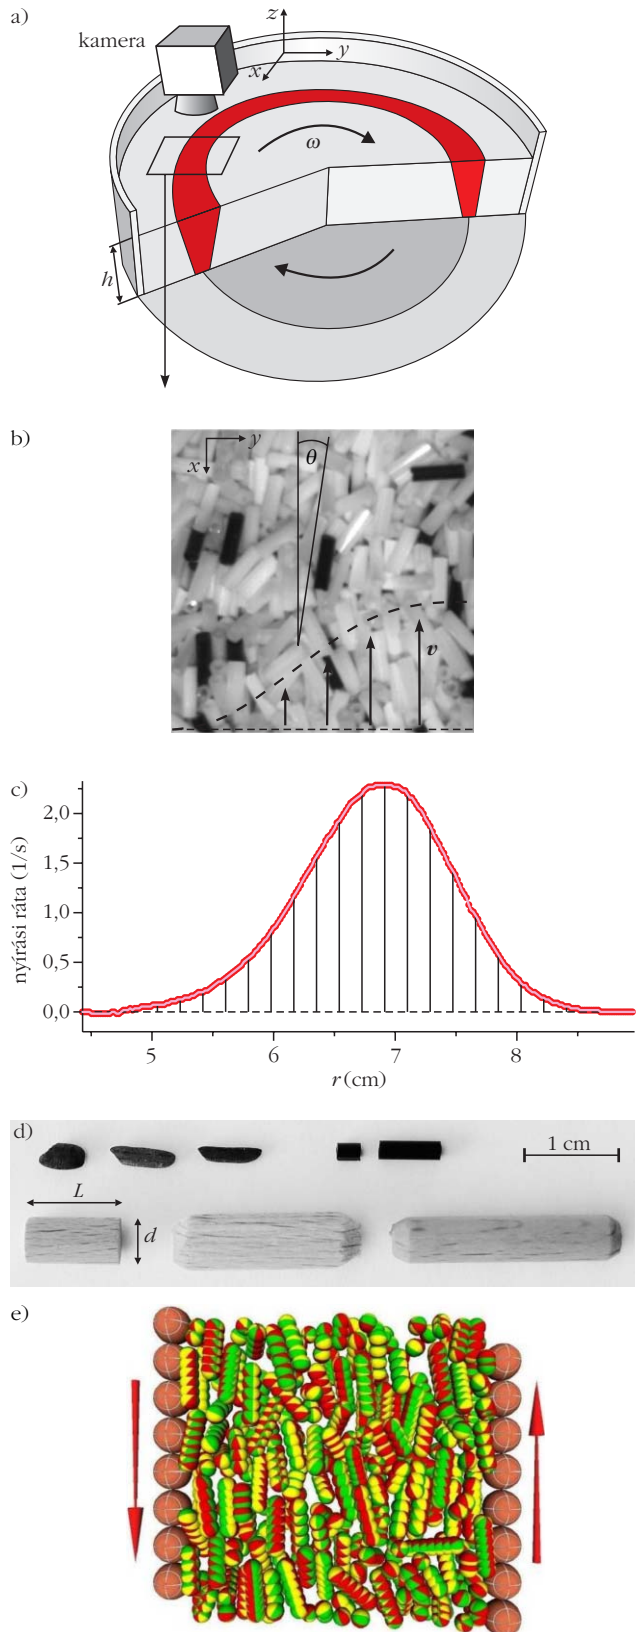 a)
kamera
z
y
x
ω
h
b)
y
x
θ
v
c)
nyírási ráta (1/s)
2,0
1,5
1,0
0,5
0,0
5
6
7
8
r (cm)
d)
1 cm
L
d
e)